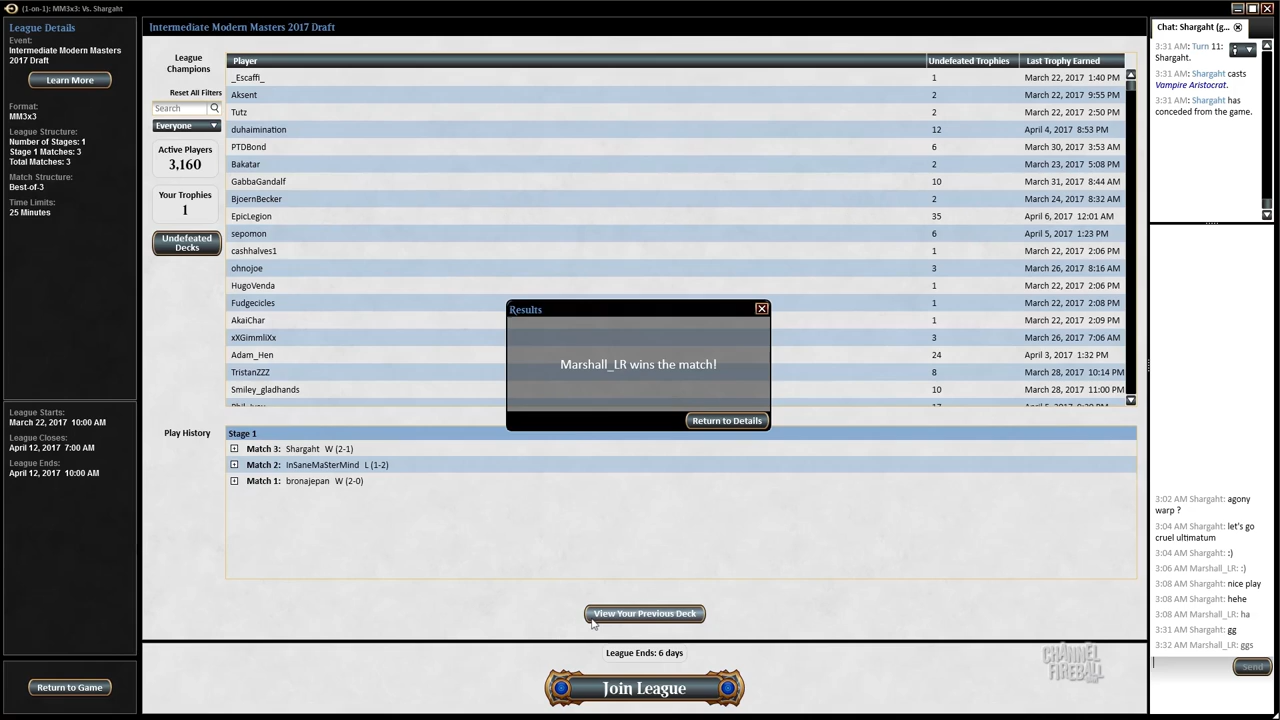 (1-on-1): MM3x3: Vs. Shargaht
League Details
Event:
Intermediate Modern Masters
2017 Draft
Learn More
Format:
MM3x3
League Structure:
Number of Stages: 1
Stage 1 Matches: 3
Total Matches: 3
Match Structure:
Best-of-3
Time Limits:
25 Minutes
League Starts:
March 22, 2017 10:00 AM
League Closes:
April 12, 2017 7:00 AM
League Ends:
April 12, 2017 10:00 AM
Return to Game
Intermediate Modern Masters 2017 Draft
League
Champions
Reset All Filters
Search
Everyone
Active Players
3,160
Your Trophies
1
Undefeated
Decks
Player Undefeated Trophies Last Trophy Earned
_Escaffi_ 1 March 22, 2017 1:40 PM
Aksent 2 March 22, 2017 9:55 PM
Tutz 2 March 22, 2017 2:50 PM
duhaimination 12 April 4, 2017 8:53 PM
PTDBond 6 March 30, 2017 3:53 AM
Bakatar 2 March 23, 2017 5:08 PM
GabbaGandalf 10 March 31, 2017 8:44 AM
BjoernBecker 2 March 24, 2017 8:32 AM
EpicLegion 35 April 6, 2017 12:01 AM
sepomon 6 April 5, 2017 1:23 PM
cashhalves1 1 March 22, 2017 2:06 PM
ohnojoe 3 March 26, 2017 8:16 AM
HugoVenda 1 March 22, 2017 2:06 PM
Fudgecicles 1 March 22, 2017 2:08 PM
AkaiChar 1 March 22, 2017 2:09 PM
xXGimmliXx 3 March 26, 2017 7:06 AM
Adam_Hen 24 April 3, 2017 1:32 PM
TristanZZZ 8 March 28, 2017 10:14 PM
Smiley_gladhands 10 March 28, 2017 11:00 PM
Results
Marshall_LR wins the match!
Return to Details
Play History
Stage 1
Match 3: Shargaht W (2-1)
Match 2: InSaneMaSterMind L (1-2)
Match 1: bronajepan W (2-0)
View Your Previous Deck
League Ends: 6 days
Join League
CHANNEL
FIREBALL
Chat: Shargaht (g...
3:31 AM: Turn 11:
Shargaht.
3:31 AM: Shargaht casts
Vampire Aristocrat.
3:31 AM: Shargaht has
conceded from the game.
3:02 AM Shargaht: agony
warp ?
3:04 AM Shargaht: let's go
cruel ultimatum
3:04 AM Shargaht: :)
3:06 AM Marshall_LR: :)
3:08 AM Shargaht: nice play
3:08 AM Shargaht: hehe
3:08 AM Marshall_LR: ha
3:31 AM Shargaht: gg
3:32 AM Marshall_LR: ggs
Send